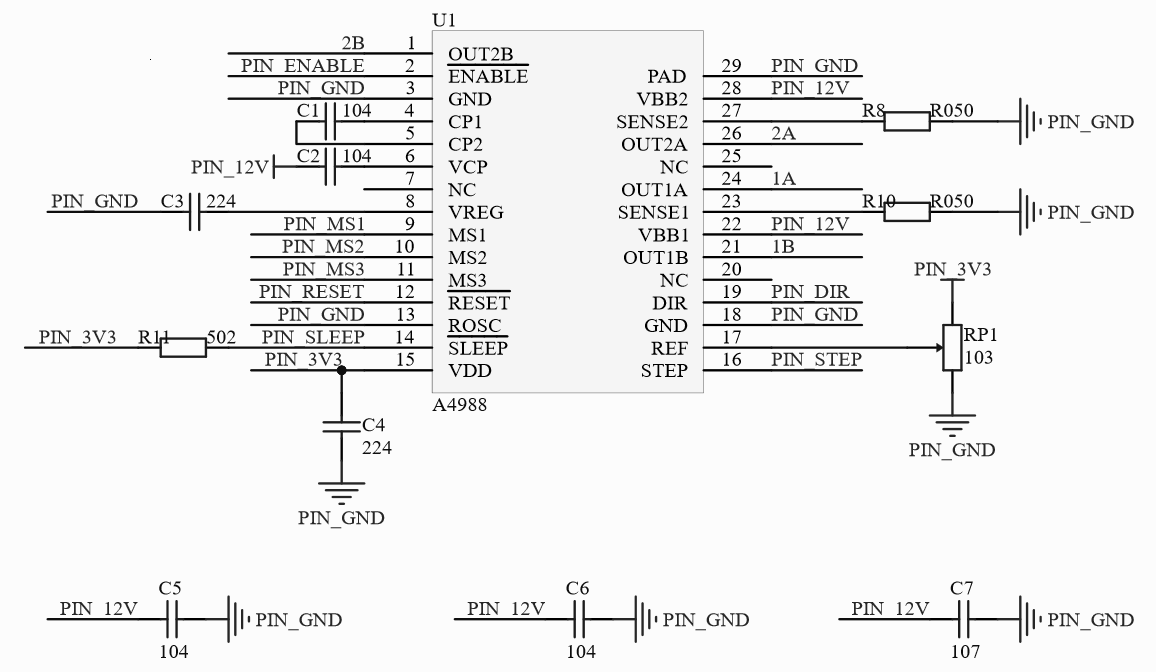 U1
2B 1 OUT2B
PIN_ENABLE 2 ENABLE PAD 29 PIN_GND
PIN_GND 3 GND VBB2 28 PIN_12V
C1 104 4 CP1 SENSE2 27 R8 R050 PIN_GND
5 CP2 OUT2A 26 2A
PIN_12V C2 104 6 VCP NC 25
7 NC OUT1A 24 1A
PIN_GND C3 224 8 VREG SENSE1 23 R10 R050 PIN_GND
PIN_MS1 9 MS1 VBB1 22 PIN_12V
PIN_MS2 10 MS2 OUT1B 21 1B
PIN_MS3 11 MS3 NC 20 PIN_3V3
PIN_RESET 12 RESET DIR 19 PIN_DIR
PIN_GND 13 ROSC GND 18 PIN_GND
PIN_3V3 R11 502 PIN_SLEEP 14 SLEEP REF 17 RP1
PIN_3V3 15 VDD STEP 16 PIN_STEP 103
A4988
C4
224
PIN_GND
PIN_GND
C5 C6 C7
PIN_12V PIN_GND PIN_12V PIN_GND PIN_12V PIN_GND
104 104 107